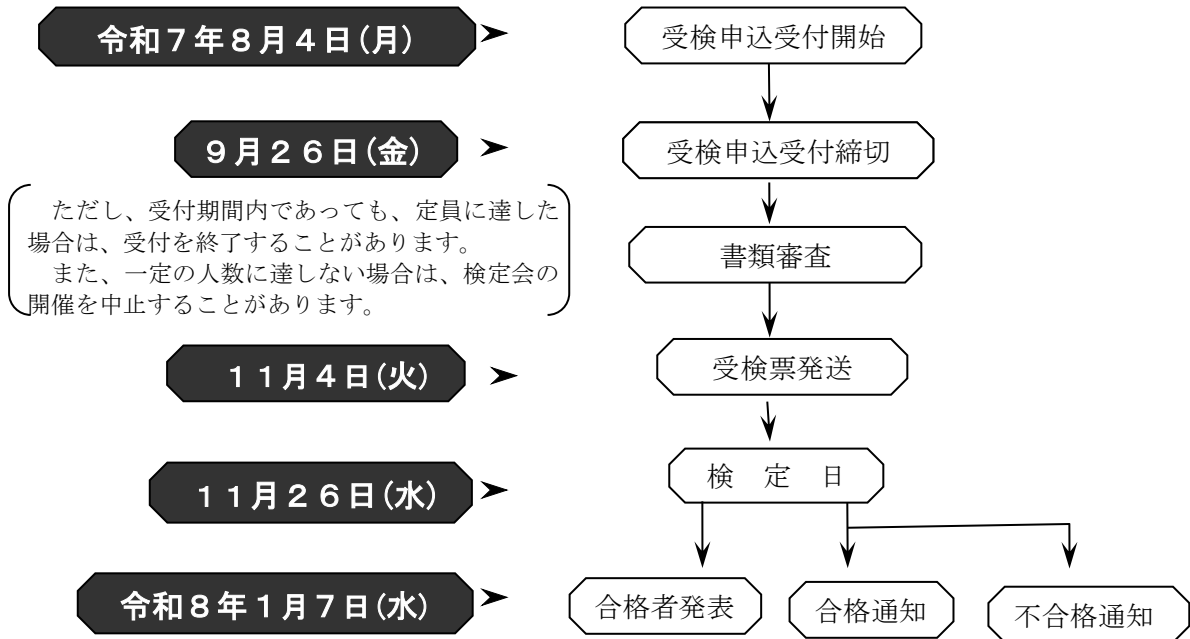 令和７年８月４日(月)
受検申込受付開始
９月２６日(金)
受検申込受付締切
ただし、受付期間内であっても、定員に達した
場合は、受付を終了することがあります。
また、一定の人数に達しない場合は、検定会の
開催を中止することがあります。
書類審査
１１月４日(火)
受検票発送
１１月２６日(水)
検　定　日
令和８年１月７日(水)
合格者発表
合格通知
不合格通知